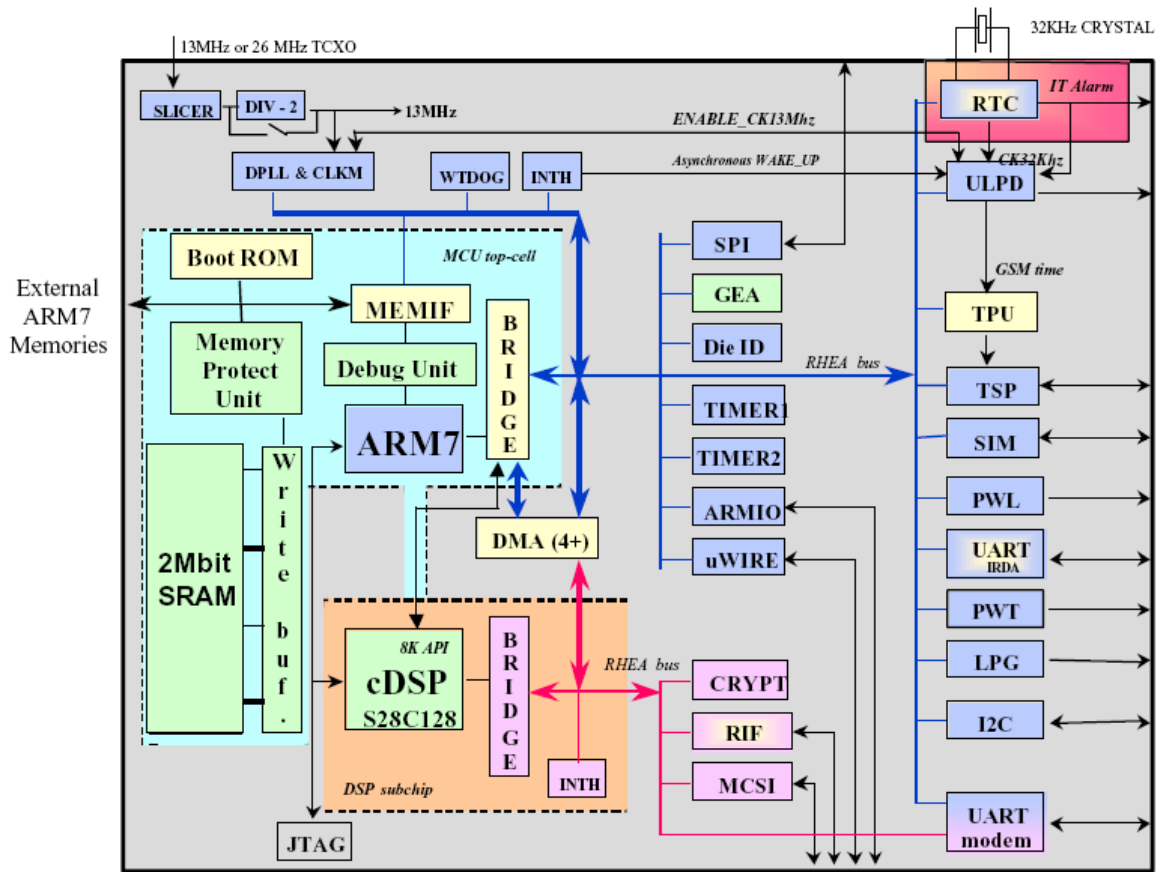 32KHz CRYSTAL
13MHz or 26 MHz TCXO
SLICER
DIV - 2
13MHz
RTC
IT Alarm
ENABLE_CK13Mhz
CK32Khz
DPLL & CLKM
WTDOG
INTH
Asynchronous WAKE_UP
ULPD
Boot ROM
MCU top-cell
SPI
GSM time
External
ARM7
Memories
MEMIF
GEA
TPU
Memory
Protect
Unit
Debug Unit
BRIDGE
Die ID
RHEA bus
TSP
ARM7
TIMER1
SIM
Write buf.
TIMER2
PWL
2Mbit
SRAM
DMA (4+)
ARMIO
UART
IRDA
uWIRE
PWT
8K API
cDSP
S28C128
BRIDGE
RHEA bus
CRYPT
LPG
RIF
I2C
INTH
MCSI
DSP subchip
JTAG
UART
modem